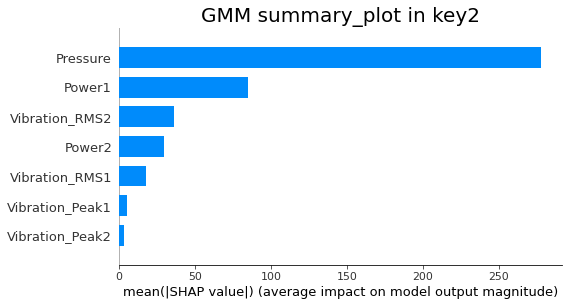 GMM summary_plot in key2
Pressure
Power1
Vibration_RMS2
Power2
Vibration_RMS1
Vibration_Peak1
Vibration_Peak2
0 50 100 150 200 250
mean(|SHAP value|) (average impact on model output magnitude)